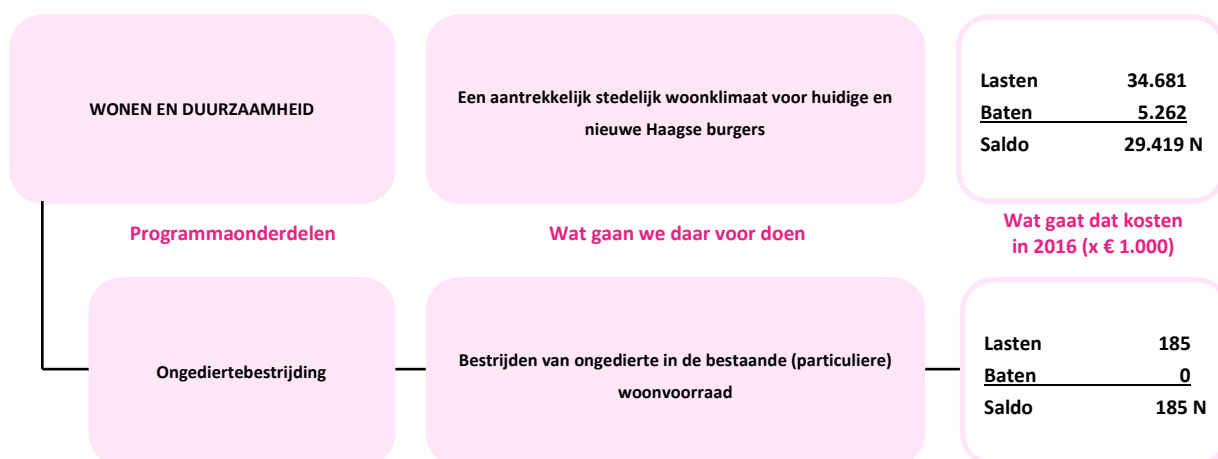 WONEN EN DUURZAAMHEID
Een aantrekkelijk stedelijk woonklimaat voor huidige en
nieuwe Haagse burgers
Lasten 34.681
Baten 5.262
Saldo 29.419 N
Programmaonderdelen
Wat gaan we daar voor doen
Wat gaat dat kosten
in 2016 (x € 1.000)
Ongediertebestrijding
Bestrijden van ongedierte in de bestaande (particuliere)
woonvoorraad
Lasten 185
Baten 0
Saldo 185 N